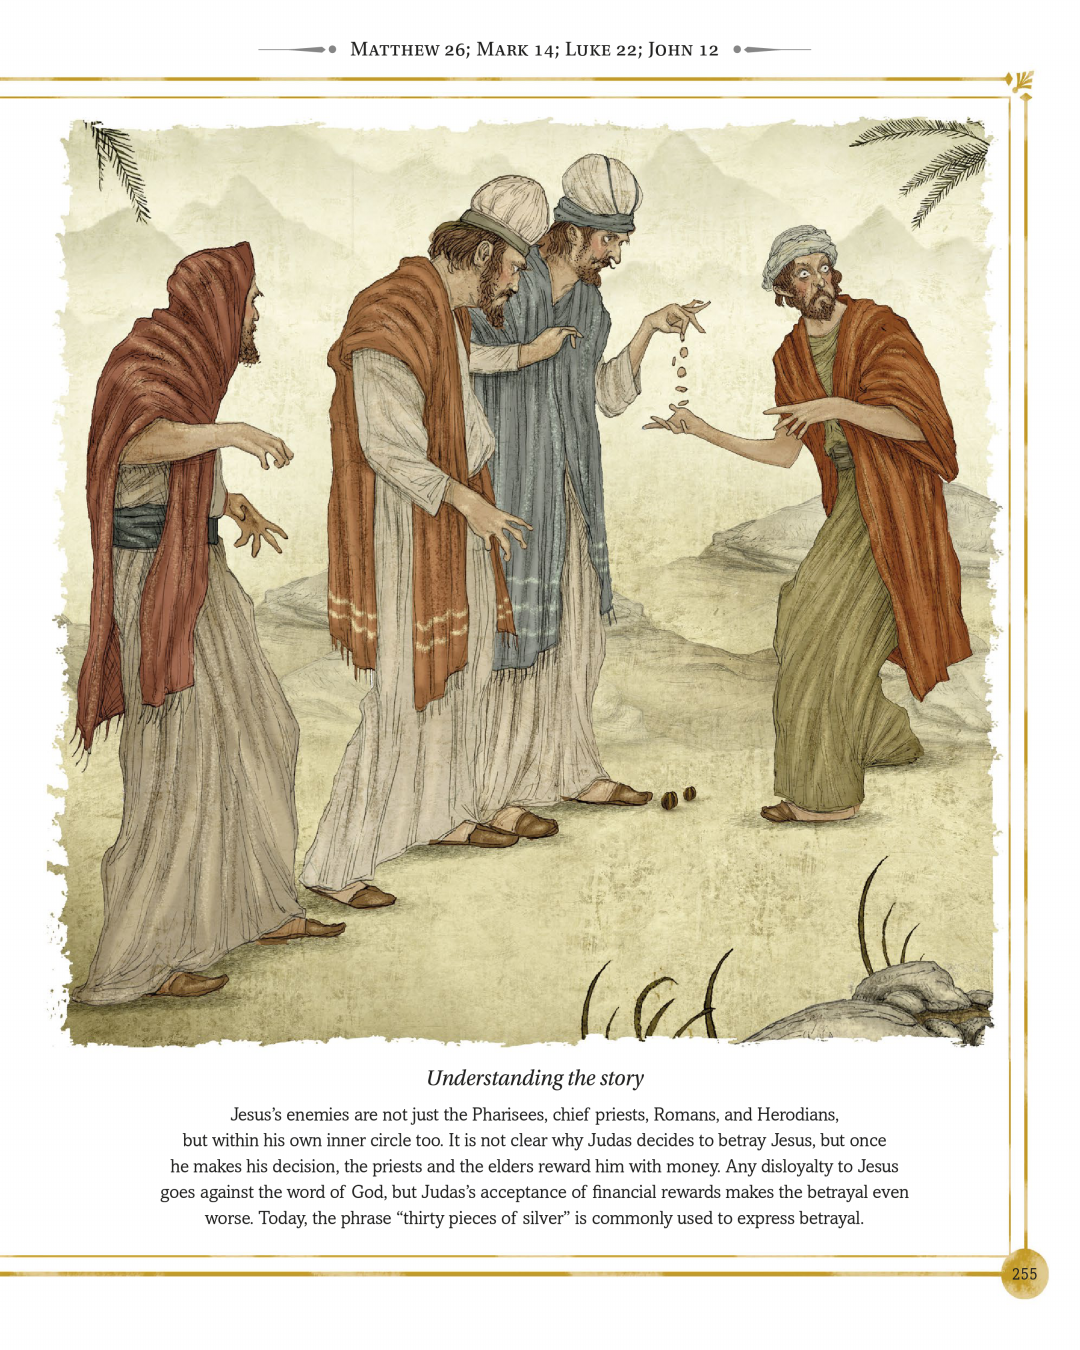 Matthew 26; Mark 14; Luke 22; John 12
Understanding the story
Jesus’s enemies are not just the Pharisees, chief priests, Romans, and Herodians,
but within his own inner circle too. It is not clear why Judas decides to betray Jesus, but once
he makes his decision, the priests and the elders reward him with money. Any disloyalty to Jesus
goes against the word of God, but Judas’s acceptance of financial rewards makes the betrayal even
worse. Today, the phrase “thirty pieces of silver” is commonly used to express betrayal.
255